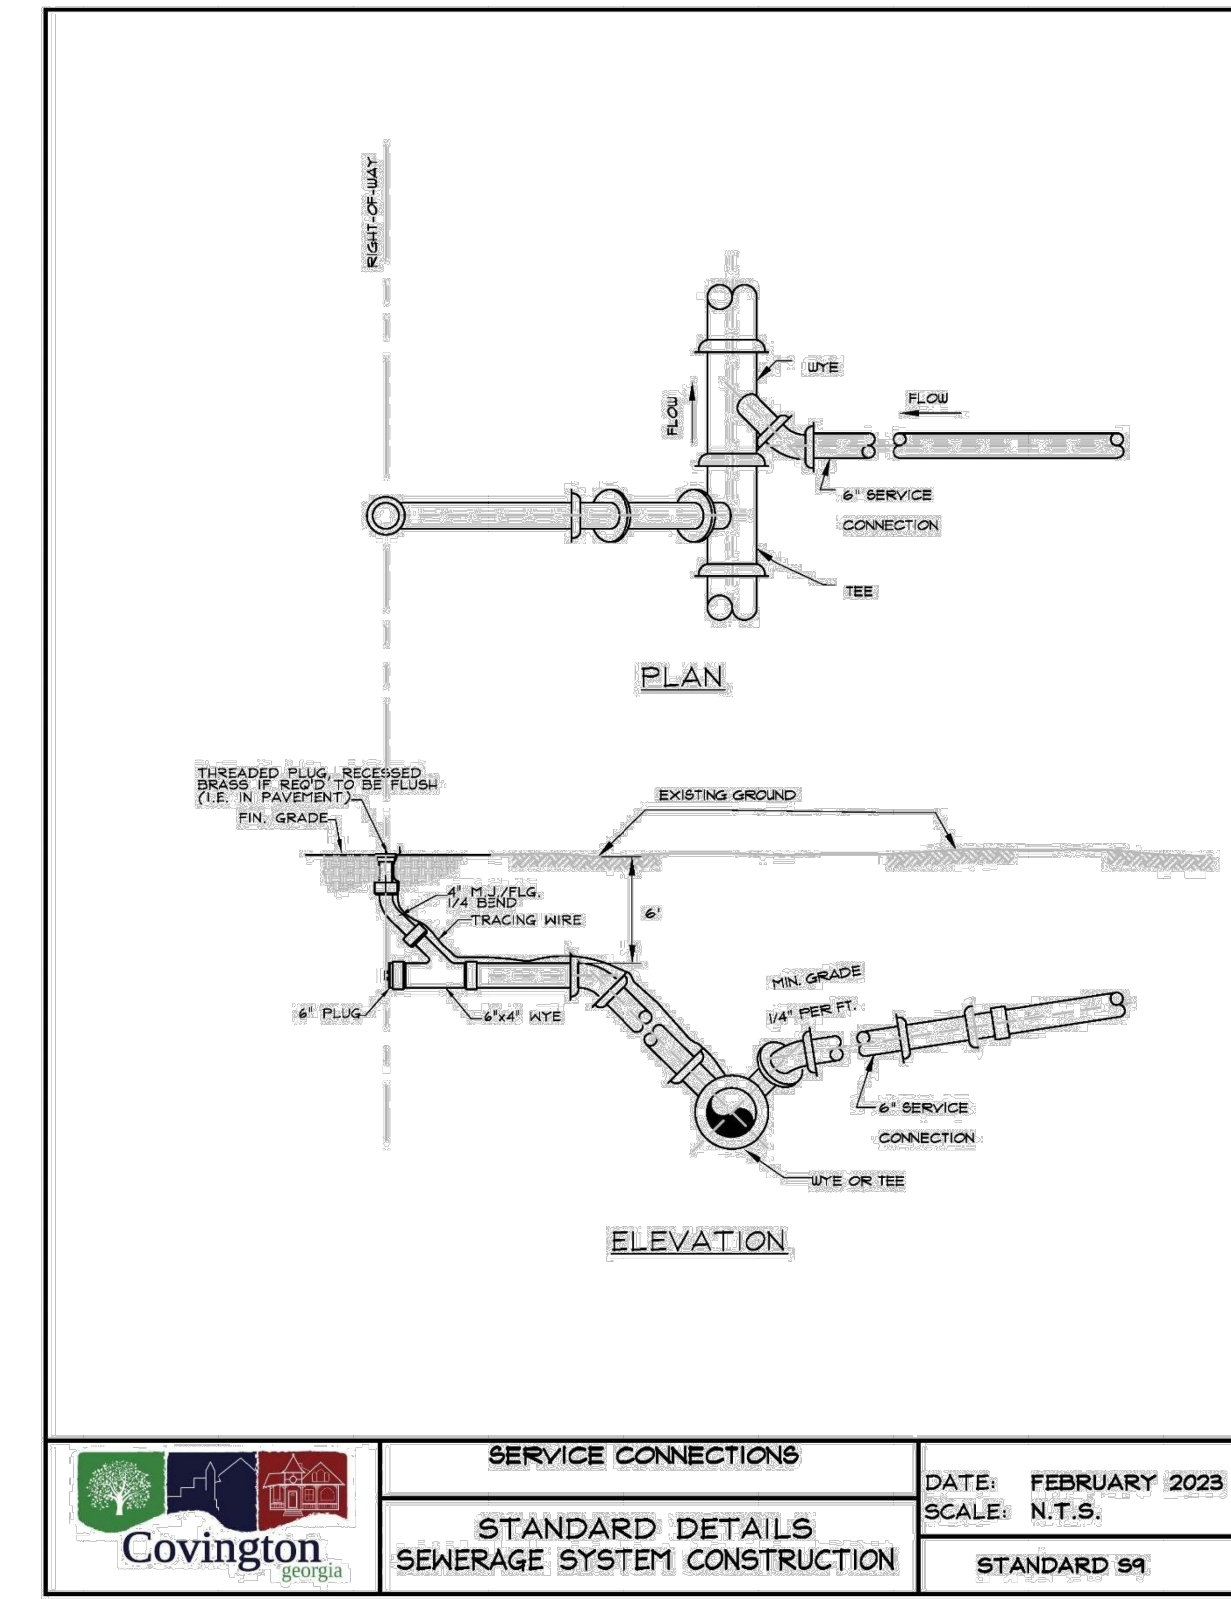 RIGHT-OF-WAY
WYE
FLOW
FLOW
6" SERVICE
CONNECTION
TEE
PLAN
THREADED PLUG, RECESSED
BRASS IF REQ'D TO BE FLUSH
(I.E. IN PAVEMENT)
FIN. GRADE
EXISTING GROUND
4" M.J./FLG.
1/4 BEND
TRACING WIRE
6'
6" PLUG
6"x4" WYE
MIN. GRADE
1/4" PER FT.
6" SERVICE
CONNECTION
WYE OR TEE
ELEVATION
Covington
georgia
SERVICE CONNECTIONS
STANDARD DETAILS
SEWERAGE SYSTEM CONSTRUCTION
DATE: FEBRUARY 2023
SCALE: N.T.S.
STANDARD S9